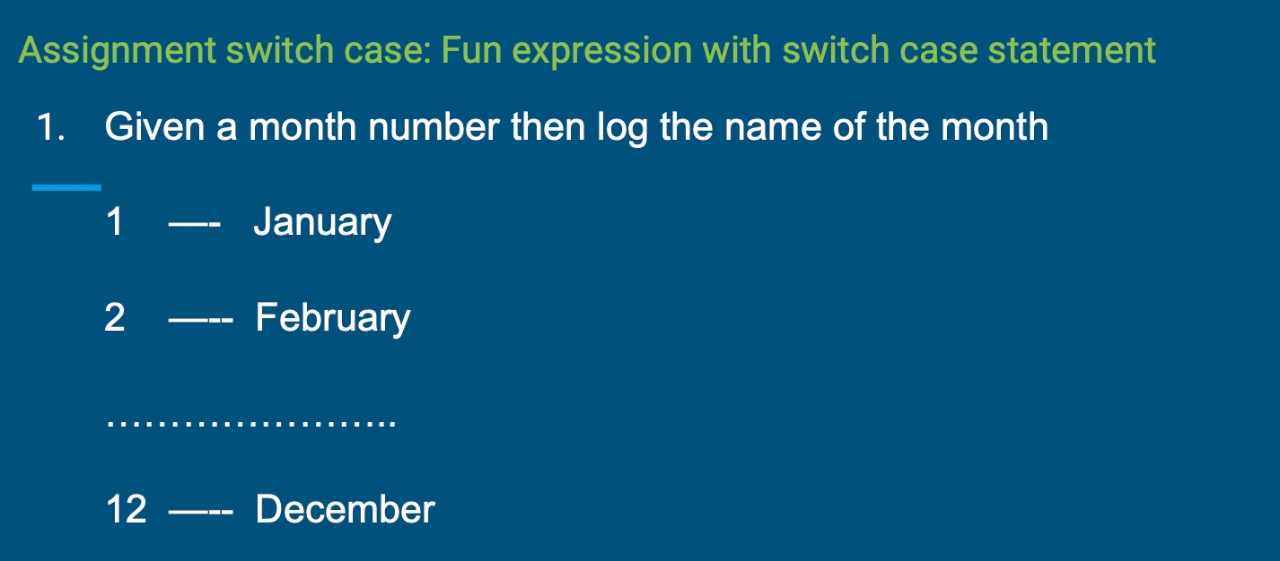 Assignment switch case: Fun expression with switch case statement
1. Given a month number then log the name of the month
1 —-- January
2 —--- February
……………………..
12 —--- December